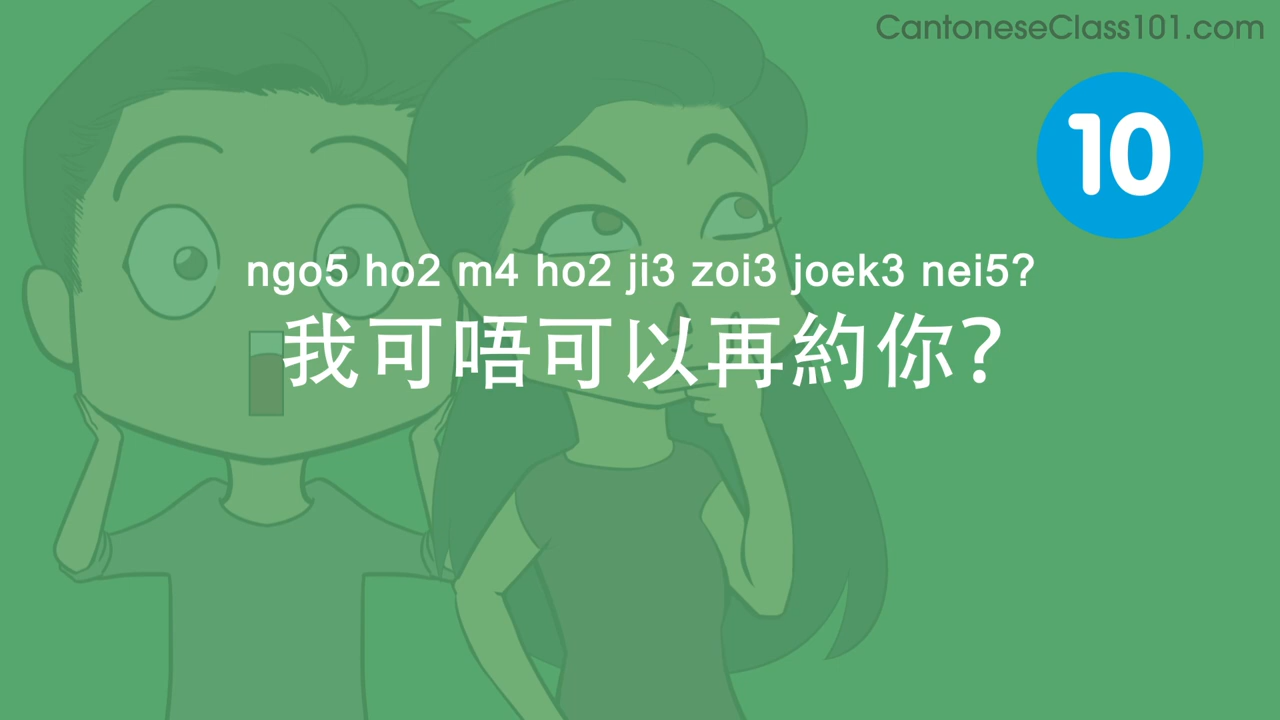 CantoneseClass101.com
10
ngo5 ho2 m4 ho2 ji3 zoi3 joek3 nei5?
我可唔可以再約你?